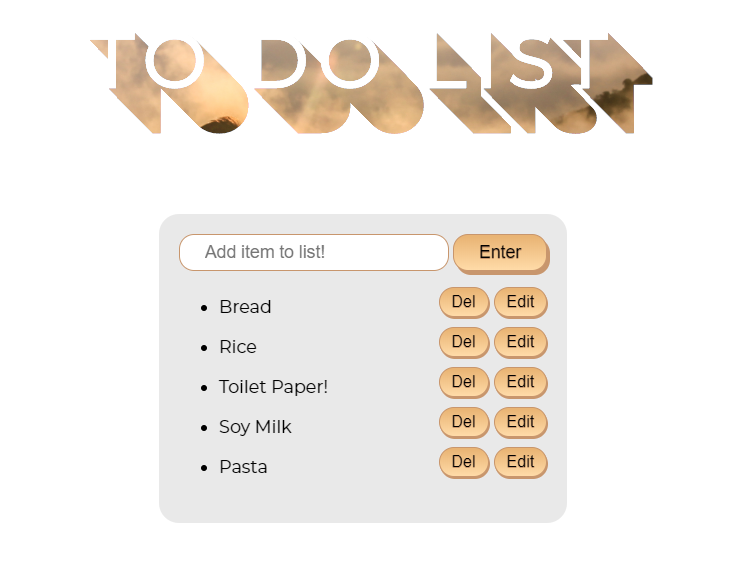 TO DO LIST
Add item to list! Enter
Bread Del Edit
Rice Del Edit
Toilet Paper! Del Edit
Soy Milk Del Edit
Pasta Del Edit